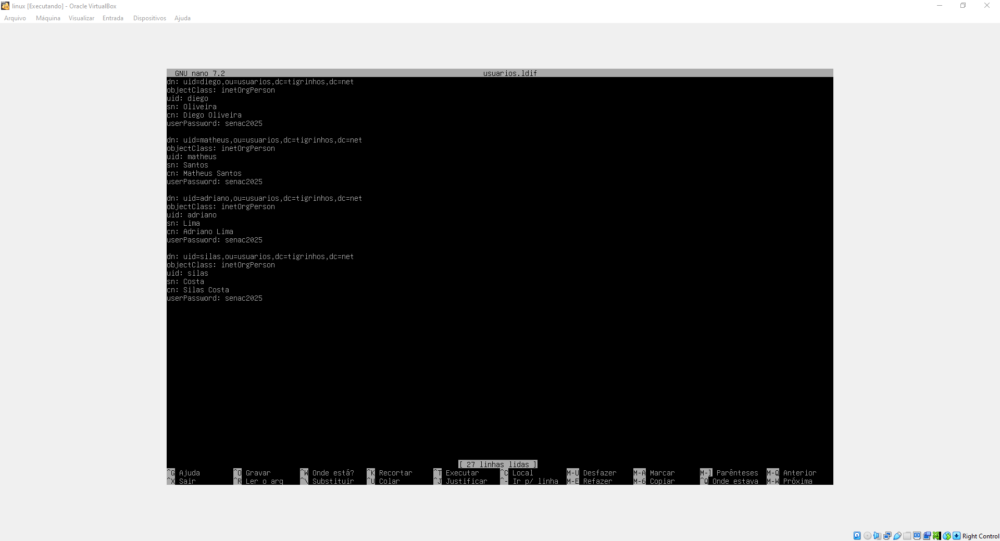 linux [Executando] - Oracle VirtualBox
Arquivo Máquina Visualizar Entrada Dispositivos Ajuda
GNU nano 7.2 usuarios.ldif
dn: uid=diego,ou=usuarios,dc=tigrinhos,dc=net
objectClass: inetOrgPerson
uid: diego
sn: Oliveira
cn: Diego Oliveira
userPassword: senac2025
dn: uid=matheus,ou=usuarios,dc=tigrinhos,dc=net
objectClass: inetOrgPerson
uid: matheus
sn: Santos
cn: Matheus Santos
userPassword: senac2025
dn: uid=adriano,ou=usuarios,dc=tigrinhos,dc=net
objectClass: inetOrgPerson
uid: adriano
sn: Lima
cn: Adriano Lima
userPassword: senac2025
dn: uid=silas,ou=usuarios,dc=tigrinhos,dc=net
objectClass: inetOrgPerson
uid: silas
sn: Costa
cn: Silas Costa
userPassword: senac2025
[ 27 linhas lidas ]
^G Ajuda ^O Gravar ^W Onde está? ^K Recortar ^T Executar ^C Local M-U Desfazer M-A Marcar M-] Parênteses M-Q Anterior
^X Sair ^R Ler o arq ^\ Substituir ^U Colar ^J Justificar ^- Ir p/ linha M-E Refazer M-6 Copiar ^Q Onde estava M-W Próxima
Right Control